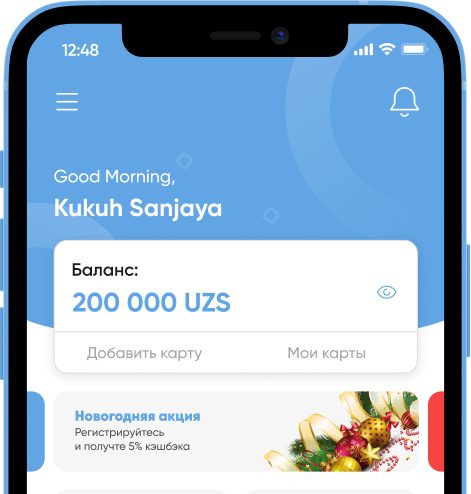 12:48
Good Morning,
Kukuh Sanjaya
Баланс:
200 000 UZS
Добавить карту
Мои карты
Новогодняя акция
Регистрируйтесь
и получте 5% кэшбэка